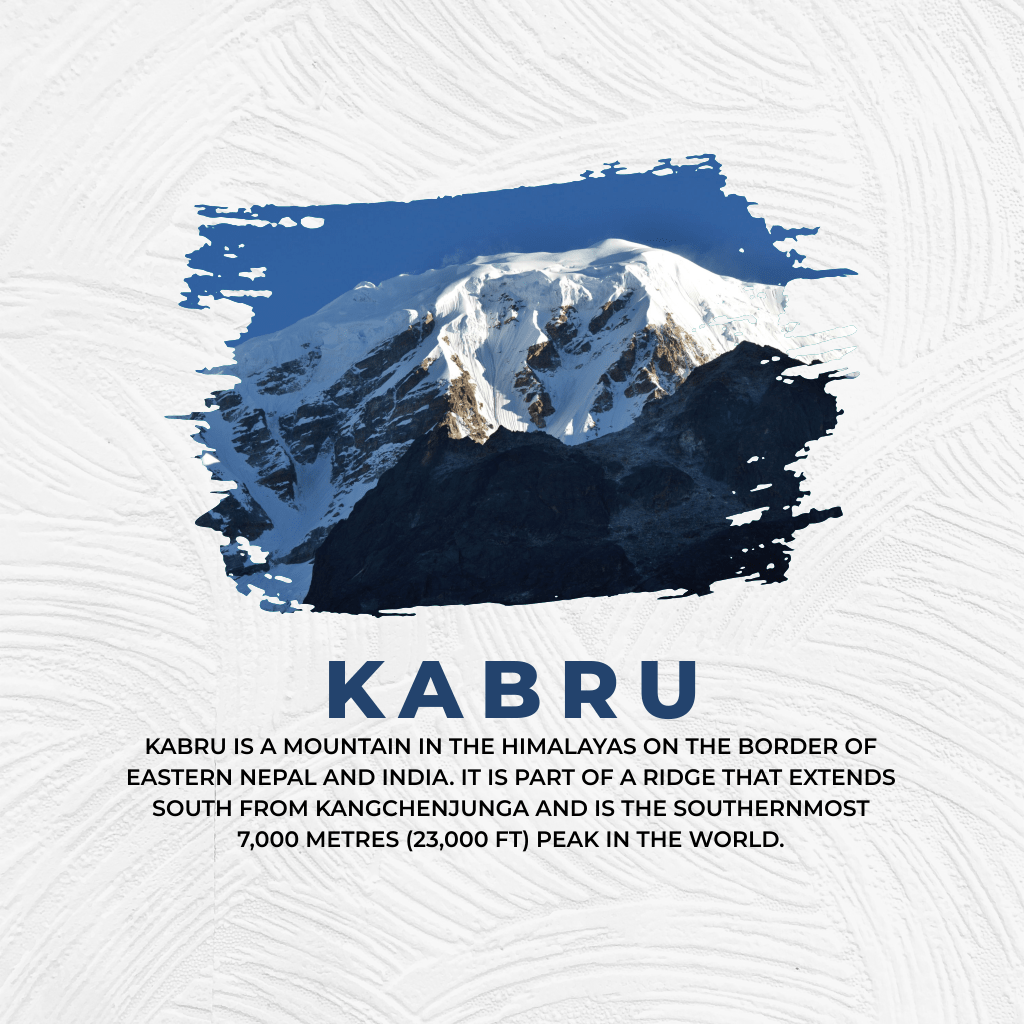 KABRU
KABRU IS A MOUNTAIN IN THE HIMALAYAS ON THE BORDER OF
EASTERN NEPAL AND INDIA. IT IS PART OF A RIDGE THAT EXTENDS
SOUTH FROM KANGCHENJUNGA AND IS THE SOUTHERNMOST
7,000 METRES (23,000 FT) PEAK IN THE WORLD.